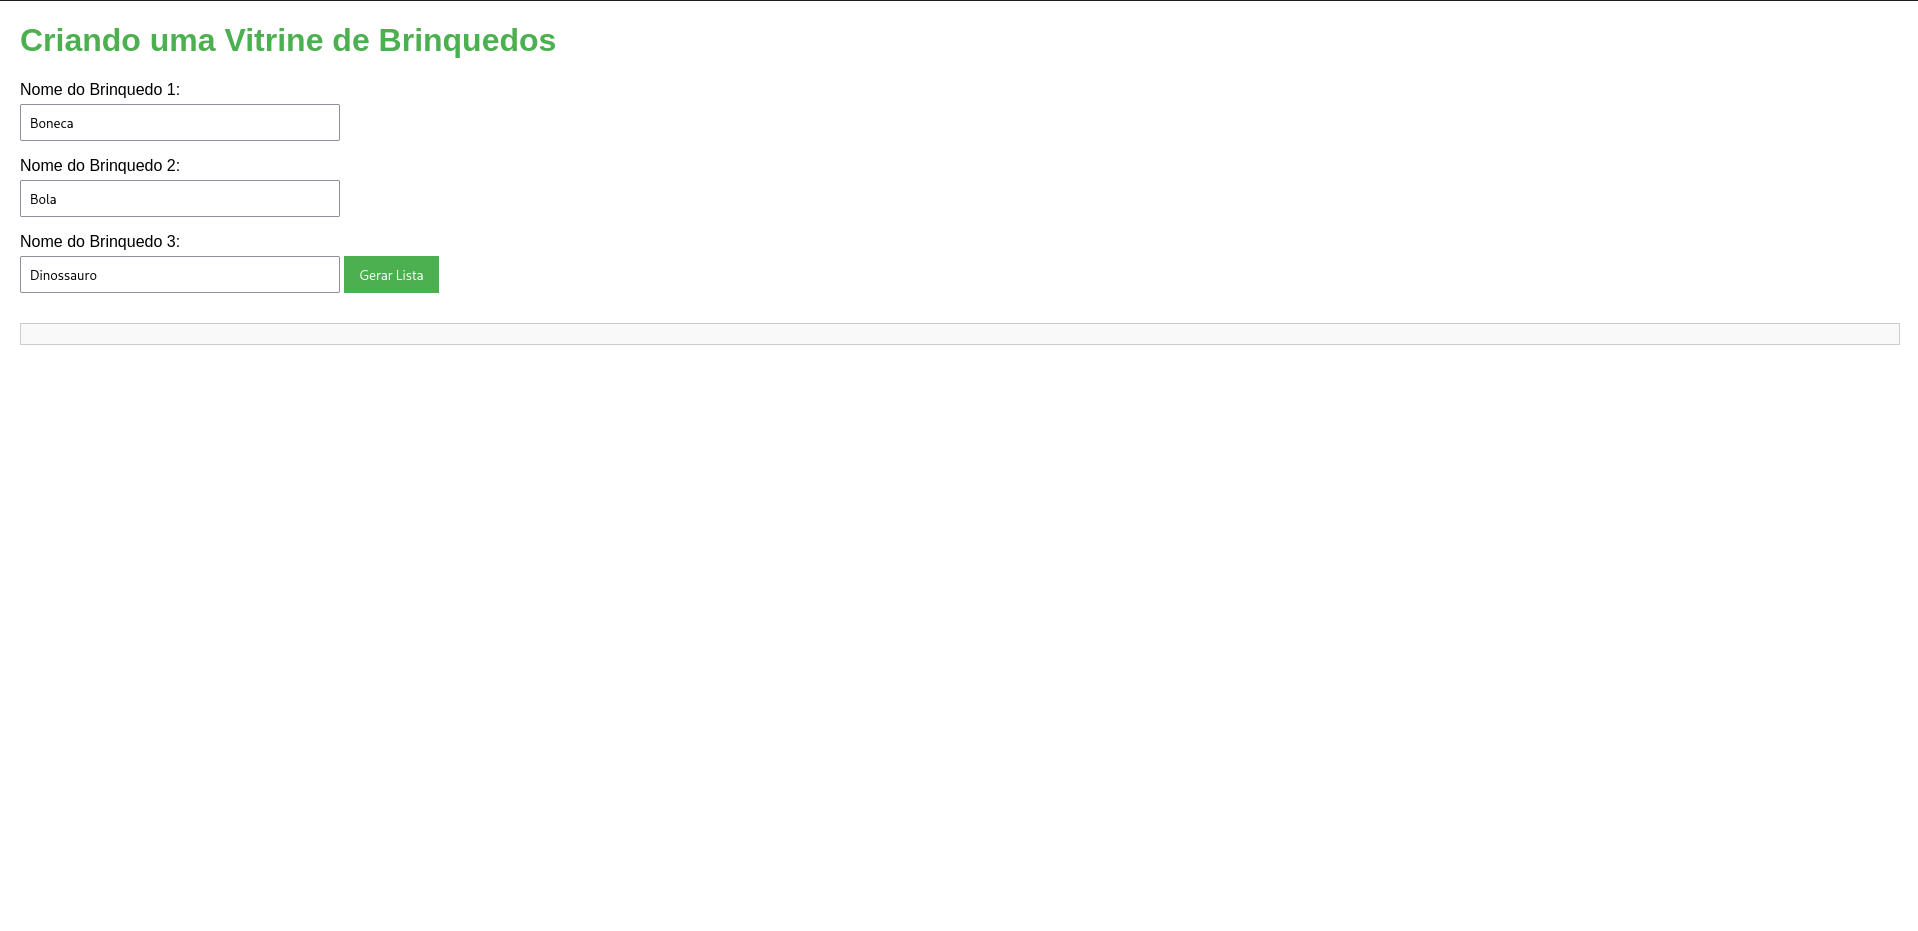 Criando uma Vitrine de Brinquedos
Nome do Brinquedo 1:
Boneca
Nome do Brinquedo 2:
Bola
Nome do Brinquedo 3:
Dinossauro Gerar Lista